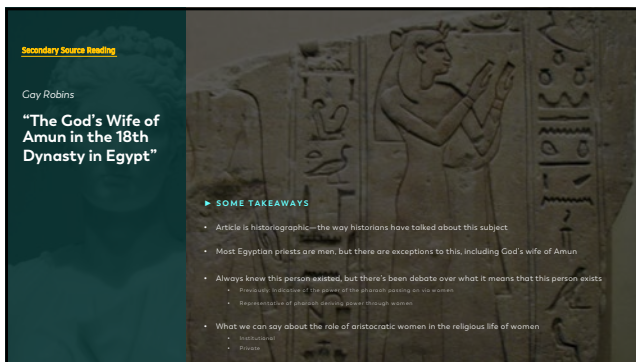 Secondary Source Reading
Gay Robins
“The God’s Wife of
Amun in the 18th
Dynasty in Egypt”
► SOME TAKEAWAYS
• Article is historiographic—the way historians have talked about this subject
• Most Egyptian priests are men, but there are exceptions to this, including God’s wife of Amun
• Always knew this person existed, but there’s been debate over what it means that this person exists
• Previously: Indicative of the power of the pharaoh passing on via women
• Representative of pharaoh deriving power through women
• What we can say about the role of aristocratic women in the religious life of women
• Institutional
• Private